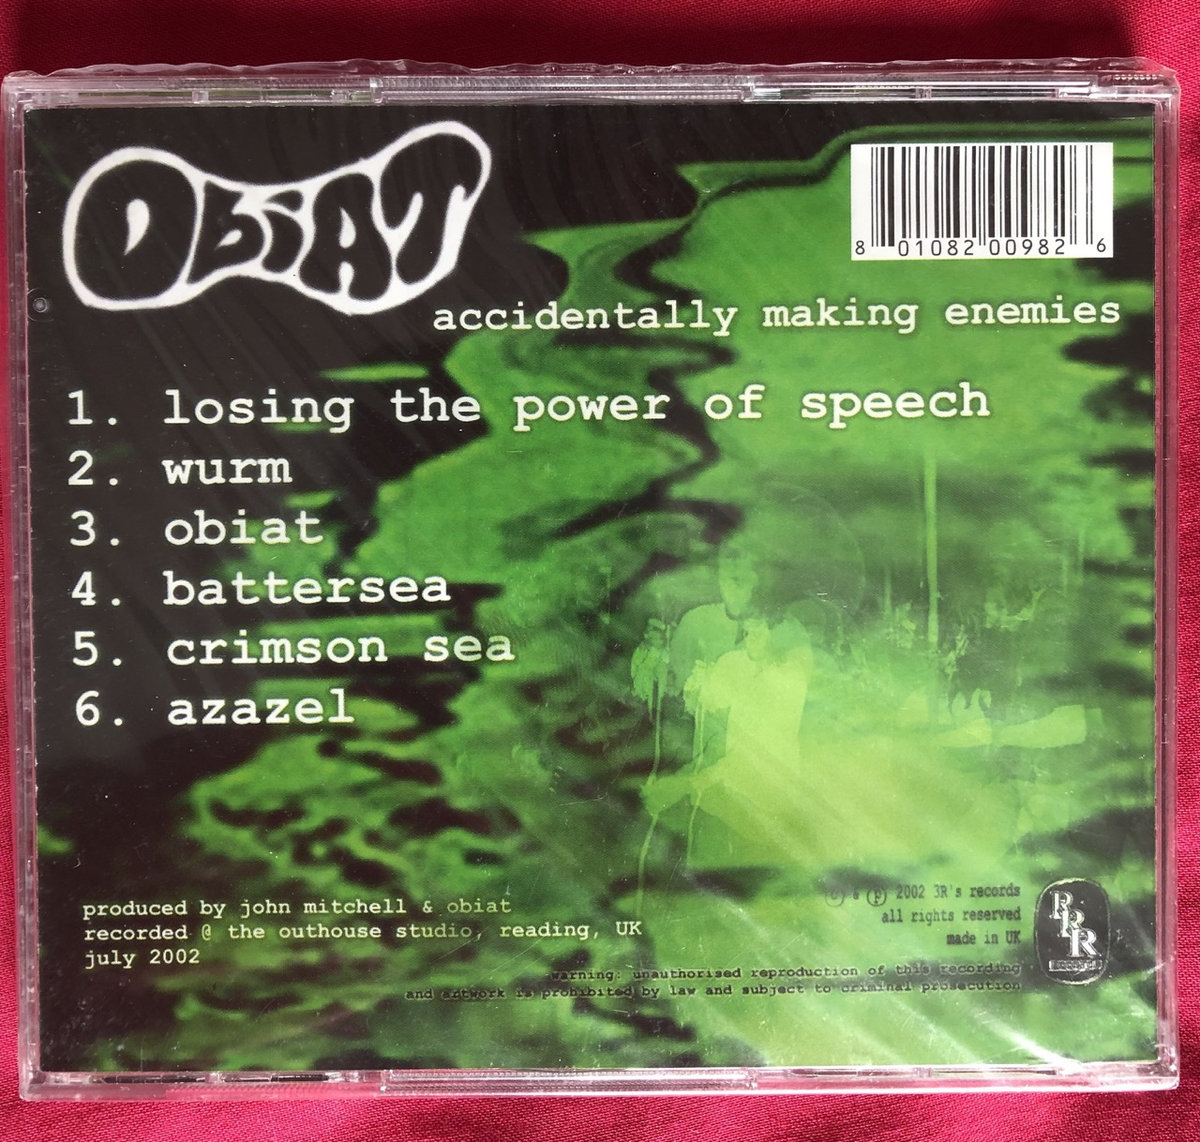 ObiAT
8 01082 00982 6
accidentally making enemies
1. losing the power of speech
2. wurm
3. obiat
4. battersea
5. crimson sea
6. azazel
produced by john mitchell & obiat
recorded @ the outhouse studio, reading, UK
july 2002
© & ℗ 2002 3R's records
all rights reserved
made in UK
RRR
records
warning: unauthorised reproduction of this recording
and artwork is prohibited by law and subject to criminal prosecution